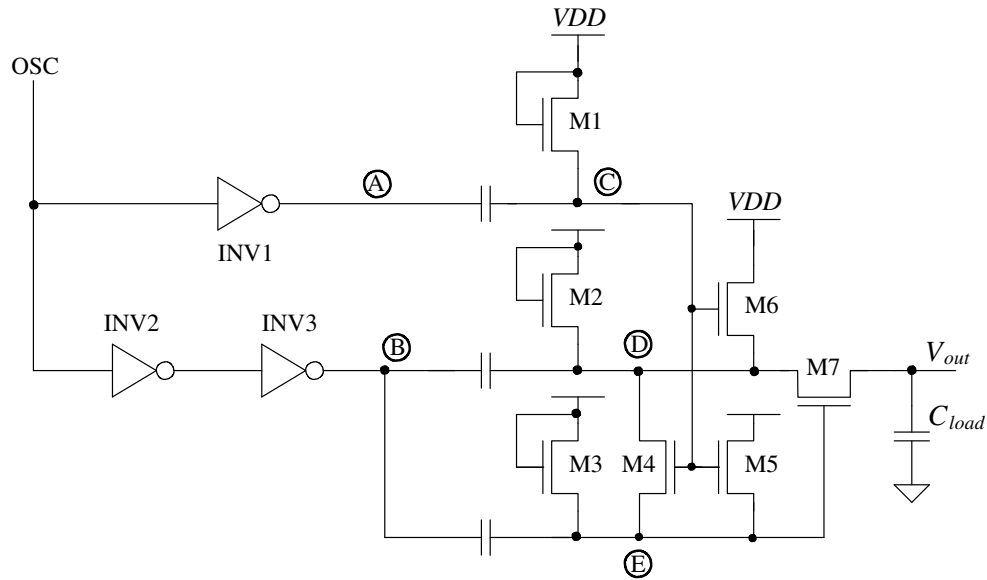 VDD
OSC
M1
A
C
VDD
INV1
M2
M6
INV2
INV3
B
D
M7
Vout
Cload
M3
M4
M5
E